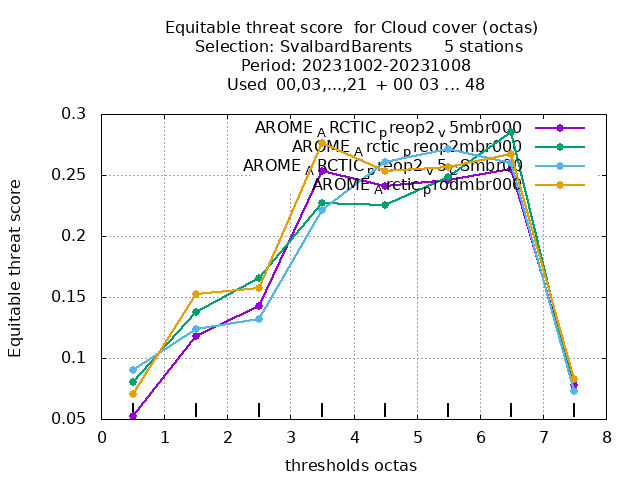 Equitable threat score for Cloud cover (octas)
Selection: SvalbardBarents 5 stations
Period: 20231002-20231008
Used 00,03,...,21 + 00 03 ... 48
0.3
0.25
0.2
0.15
0.1
0.05
Equitable threat score
AROME_ARCTIC_preop2_v5mbr000
AROME_Arctic_preop2mbr000
AROME_Arctic_prodmbr000
0 1 2 3 4 5 6 7 8
thresholds octas